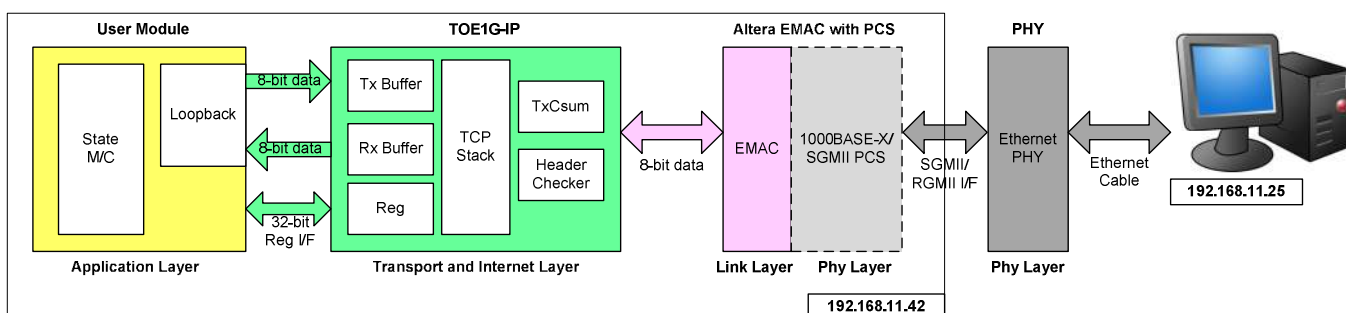 User Module
TOE1G-IP
Altera EMAC with PCS
PHY
State
M/C
Loopback
8-bit data
8-bit data
32-bit
Reg I/F
Tx Buffer
Rx Buffer
Reg
TCP
Stack
TxCsum
Header
Checker
8-bit data
EMAC
1000BASE-X/
SGMII PCS
SGMII/
RGMII I/F
Ethernet
PHY
Ethernet
Cable
192.168.11.25
Application Layer
Transport and Internet Layer
Link Layer
Phy Layer
Phy Layer
192.168.11.42